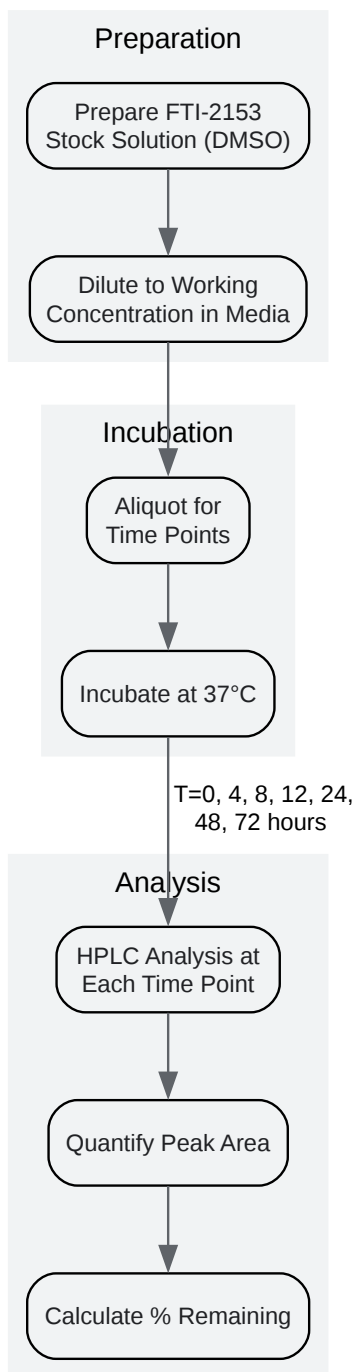 Preparation
Prepare FTI-2153
Stock Solution (DMSO)
Dilute to Working
Concentration in Media
Incubation
Aliquot for
Time Points
Incubate at 37°C
T=0, 4, 8, 12, 24,
48, 72 hours
Analysis
HPLC Analysis at
Each Time Point
Quantify Peak Area
Calculate % Remaining